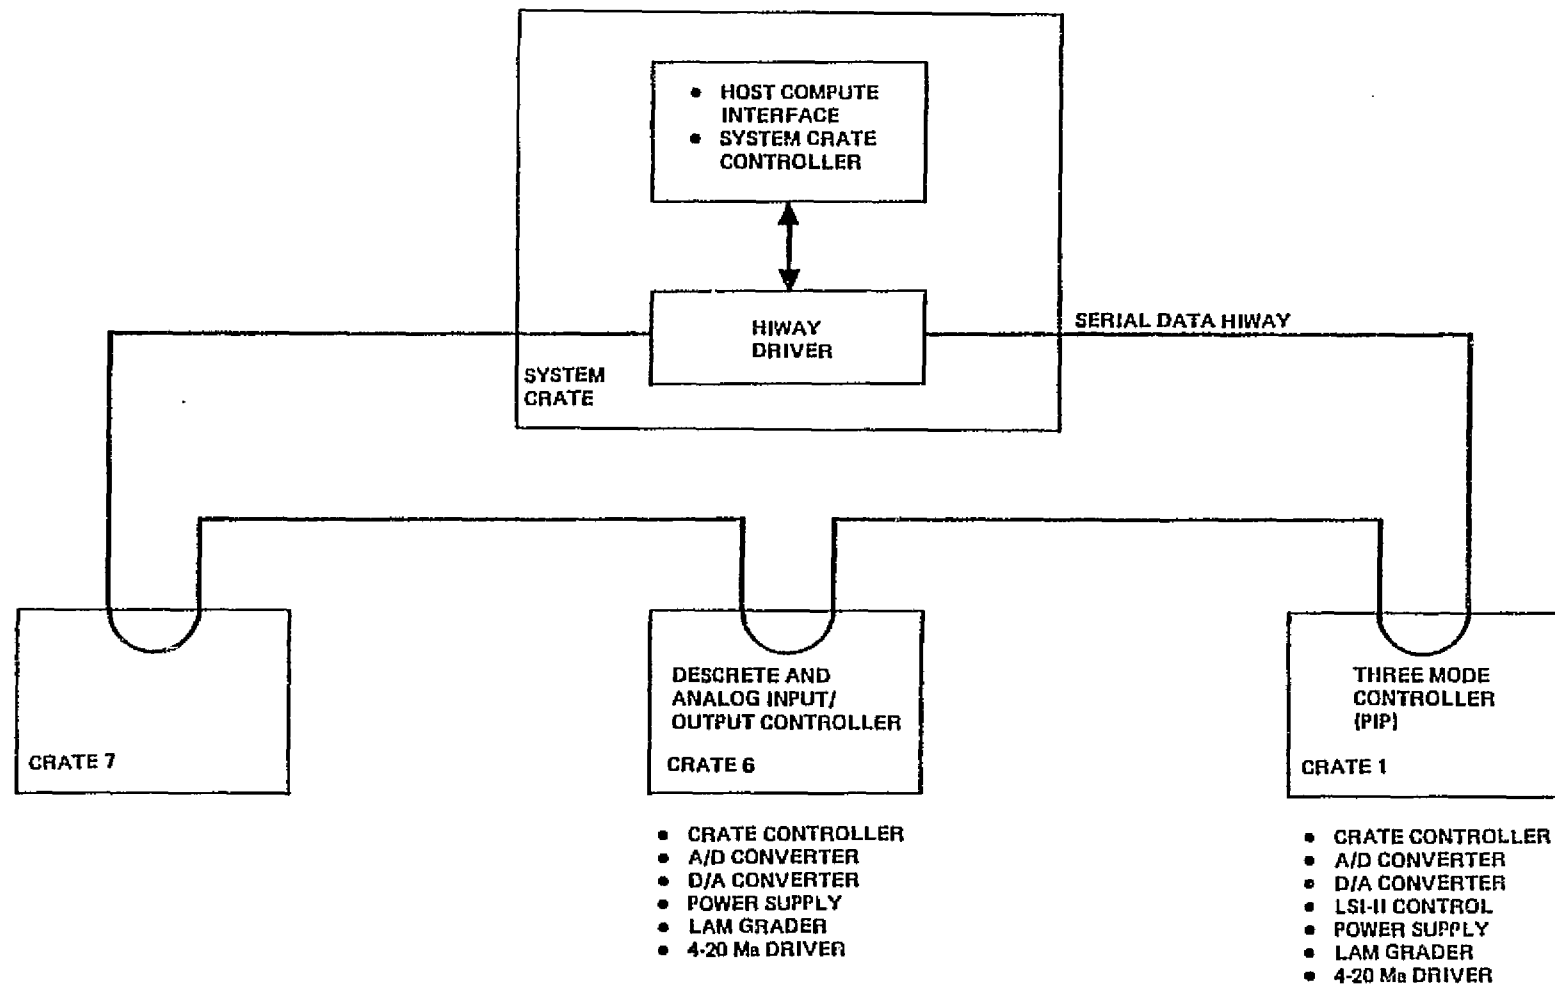 ● HOST COMPUTE
INTERFACE
● SYSTEM CRATE
CONTROLLER
HIWAY
DRIVER
SERIAL DATA HIWAY
SYSTEM
CRATE
CRATE 7
DESCRETE AND
ANALOG INPUT/
OUTPUT CONTROLLER
CRATE 6
● CRATE CONTROLLER
● A/D CONVERTER
● D/A CONVERTER
● POWER SUPPLY
● LAM GRADER
● 4-20 Ma DRIVER
THREE MODE
CONTROLLER
(PIP)
CRATE 1
● CRATE CONTROLLER
● A/D CONVERTER
● D/A CONVERTER
● LSI-II CONTROL
● POWER SUPPLY
● LAM GRADER
● 4-20 Ma DRIVER